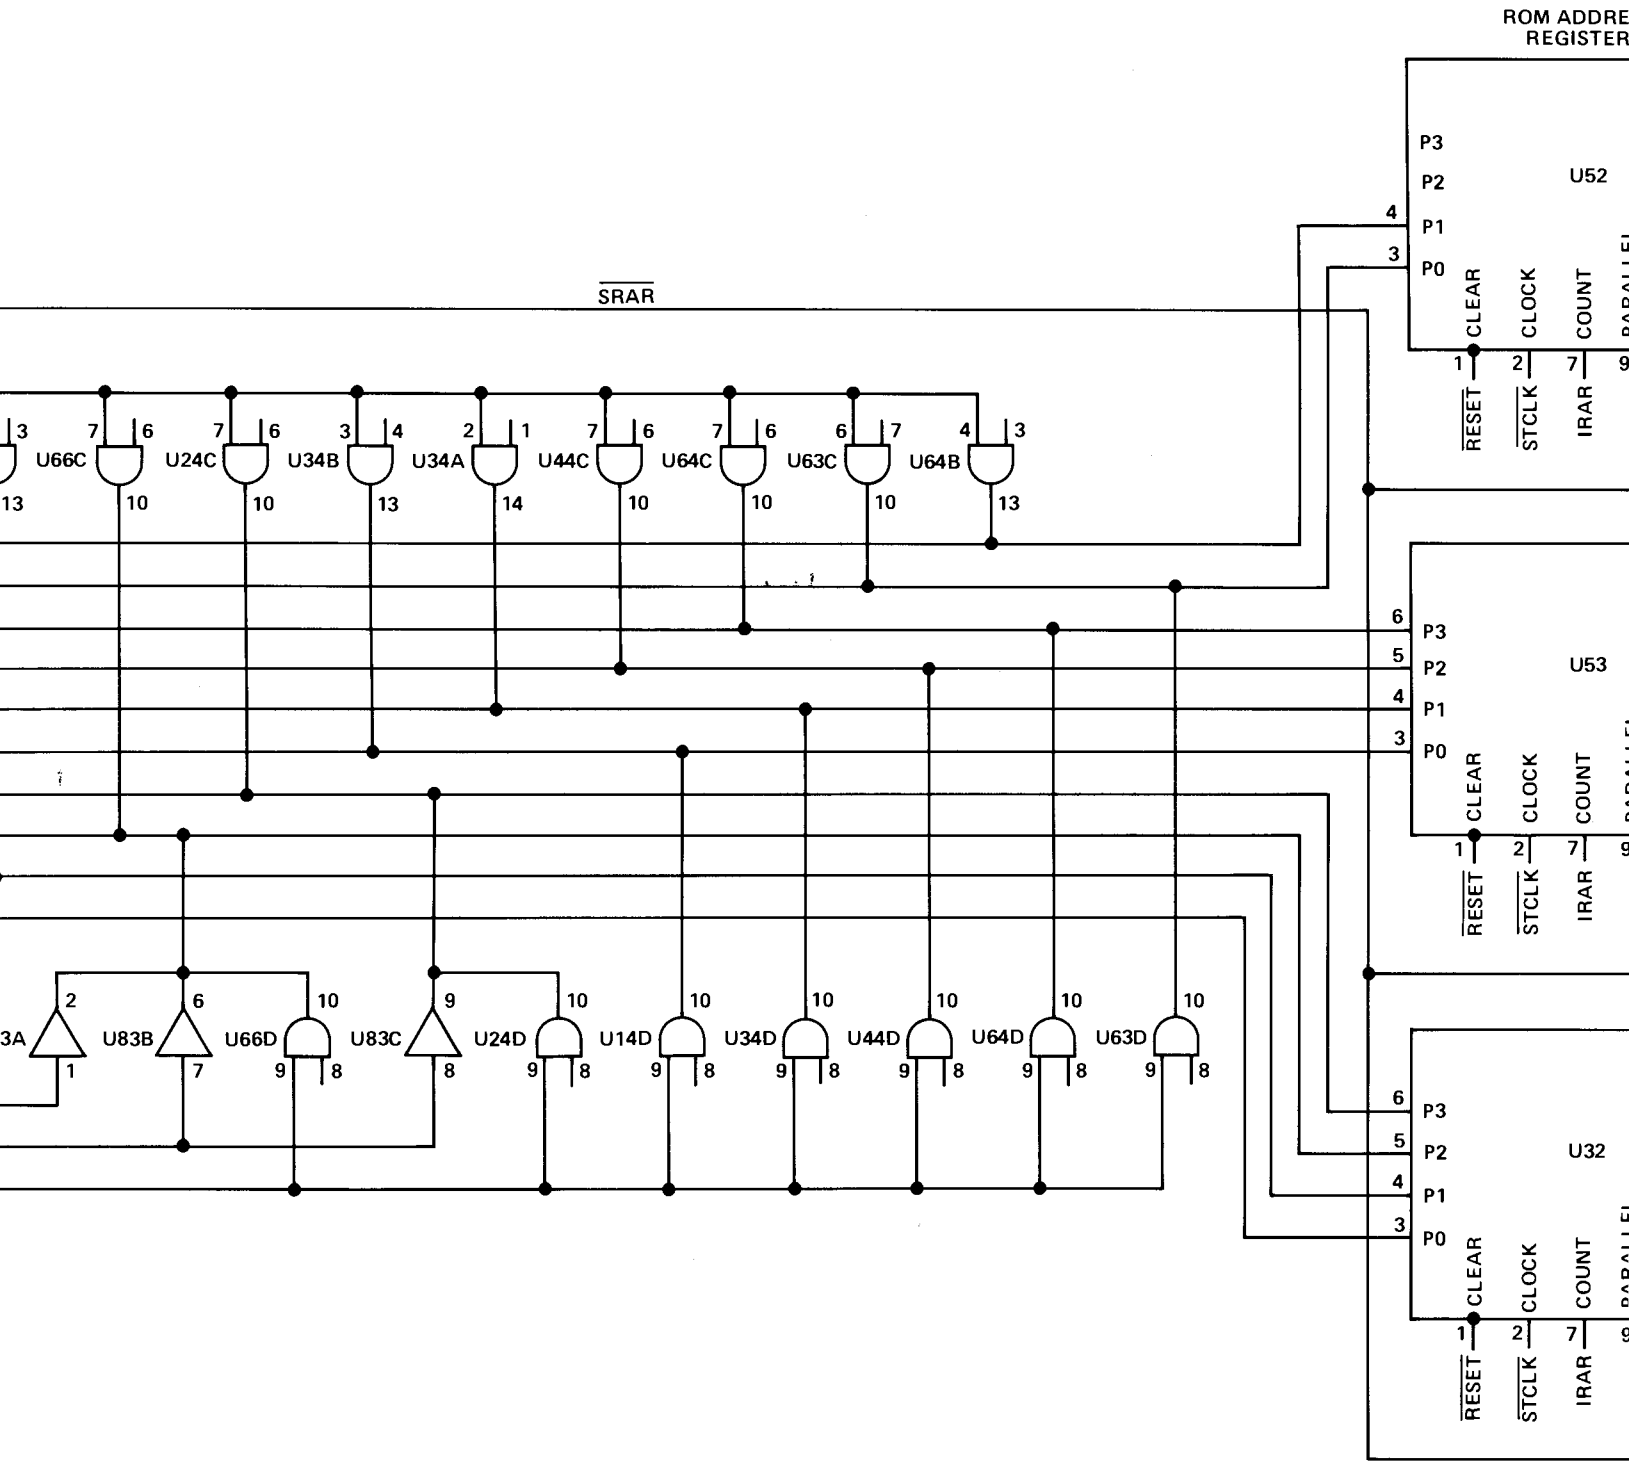 ROM ADDRE
REGISTER
P3
P2
U52
4
P1
3
P0
CLEAR
CLOCK
COUNT
1
2
7
9
RESET
STCLK
IRAR
SRAR
3
7 6
7 6
3 4
2 1
7 6
7 6
6 7
4 3
U66C
U24C
U34B
U34A
U44C
U64C
U63C
U64B
13
10
10
13
14
10
10
10
13
6
P3
5
P2
U53
4
P1
3
P0
CLEAR
CLOCK
COUNT
1
2
7
9
RESET
STCLK
IRAR
2
6
10
9
10
10
10
10
10
10
3A
U83B
U66D
U83C
U24D
U14D
U34D
U44D
U64D
U63D
1
7
9 8
8
9 8
9 8
9 8
9 8
9 8
9 8
6
P3
5
P2
U32
4
P1
3
P0
CLEAR
CLOCK
COUNT
1
2
7
9
RESET
STCLK
IRAR